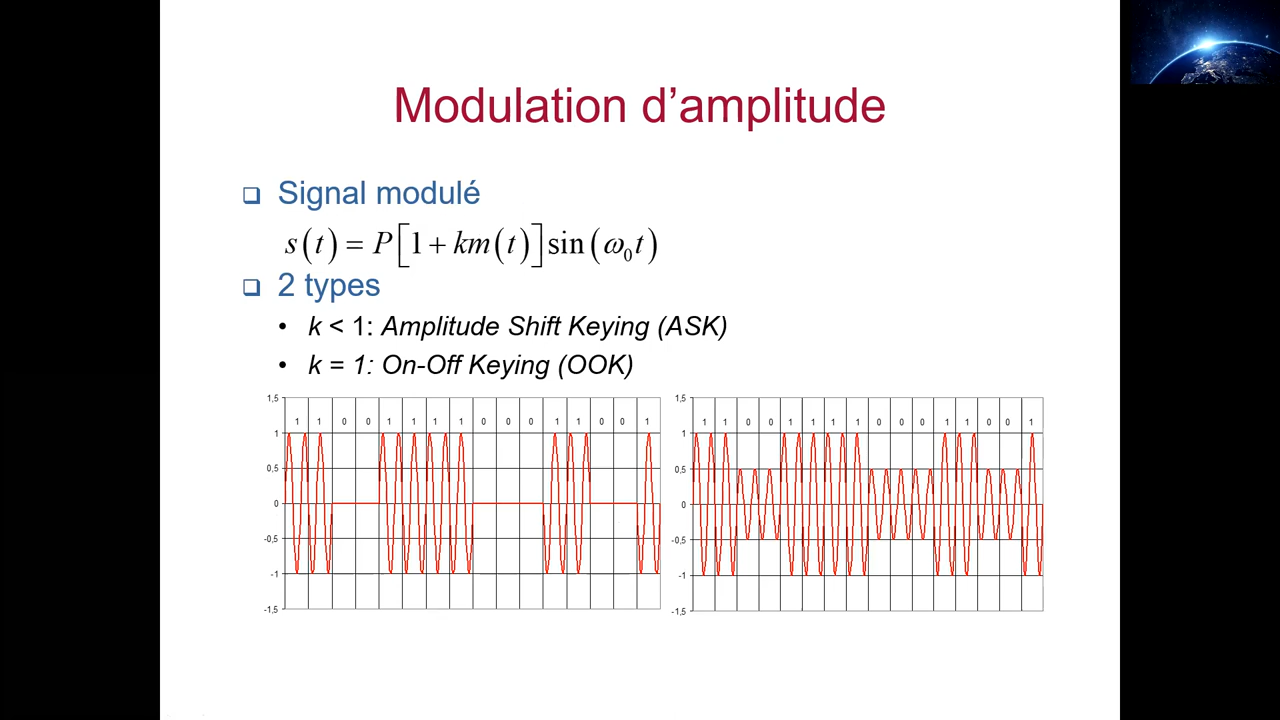 Modulation d’amplitude
❑ Signal modulé
s(t) = P[1 + km(t)]sin(ω₀t)
❑ 2 types
• k < 1: Amplitude Shift Keying (ASK)
• k = 1: On-Off Keying (OOK)
1,5
1 1 0 0 1 1 1 1 0 0 0 1 1 0 0 1
1
0,5
0
-0,5
-1
-1,5
1,5
1 1 0 0 1 1 1 1 0 0 0 1 1 0 0 1
1
0,5
0
-0,5
-1
-1,5